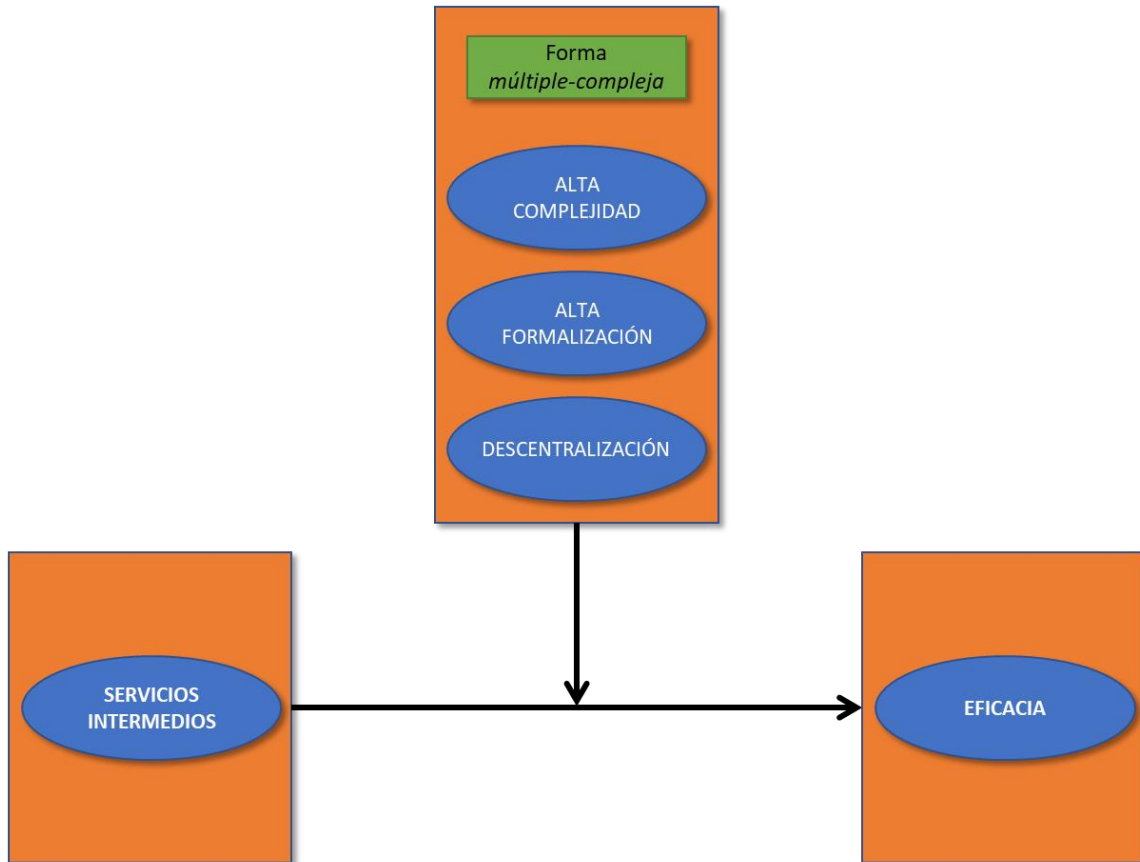 Forma
múltiple-compleja
ALTA
COMPLEJIDAD
ALTA
FORMALIZACIÓN
DESCENTRALIZACIÓN
SERVICIOS
INTERMEDIOS
EFICACIA